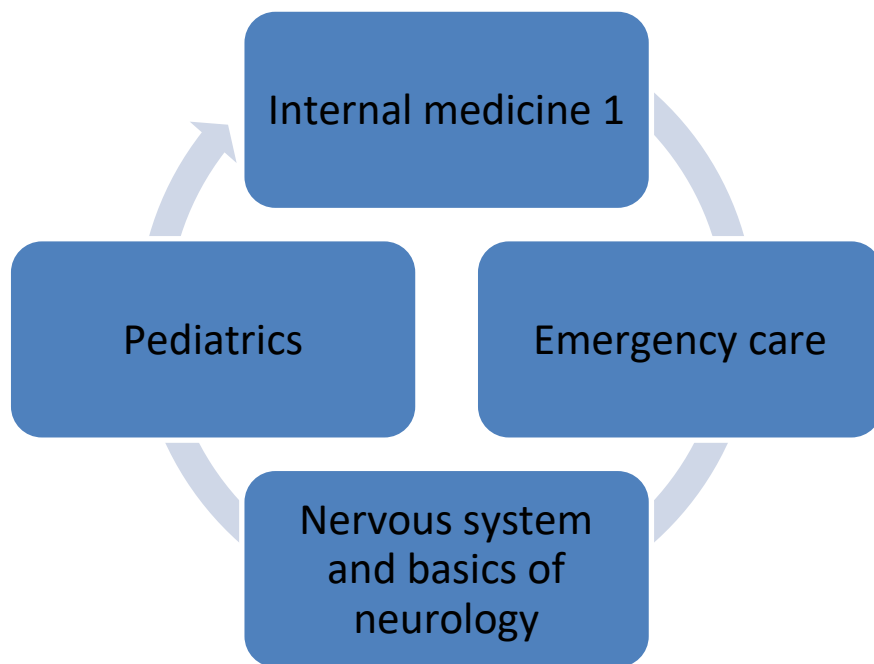 Internal medicine 1
Pediatrics
Emergency care
Nervous system
and basics of
neurology